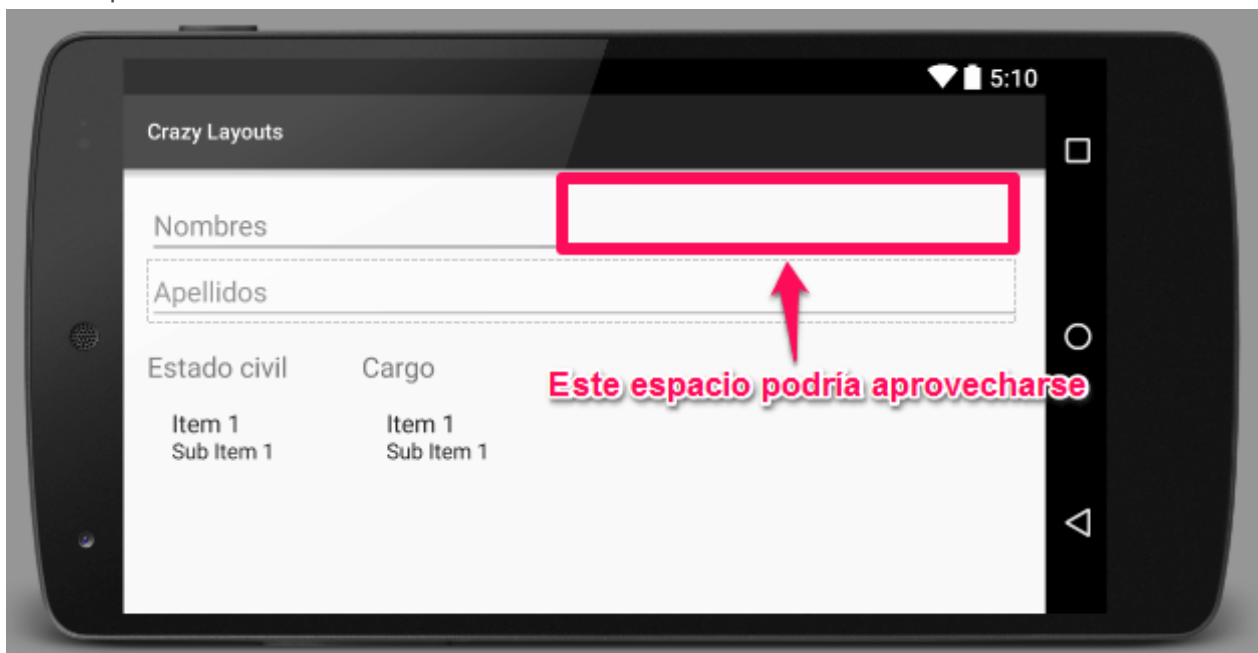 5:10
Crazy Layouts
Nombres
Apellidos
Estado civil Cargo
Este espacio podría aprovecharse
Item 1 Item 1
Sub Item 1 Sub Item 1